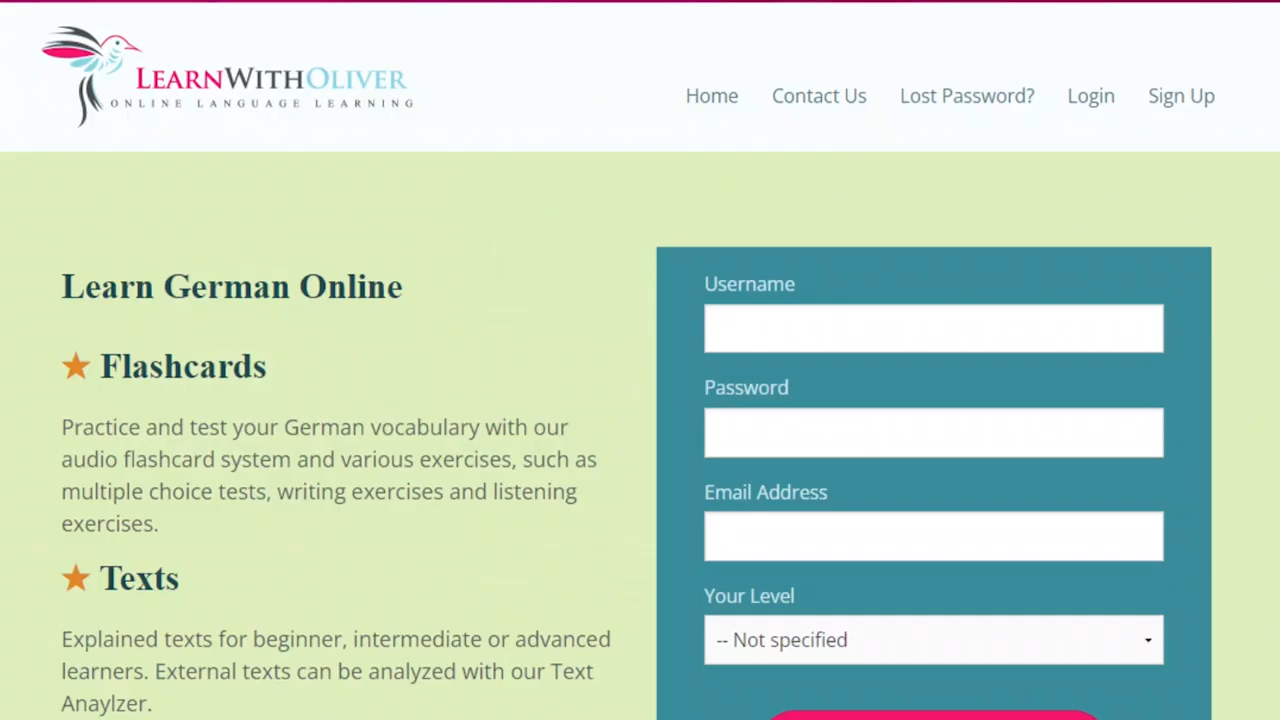 LEARNWITHOLIVER
ONLINE LANGUAGE LEARNING
Home Contact Us Lost Password? Login Sign Up
Learn German Online
Flashcards
Practice and test your German vocabulary with our
audio flashcard system and various exercises, such as
multiple choice tests, writing exercises and listening
exercises.
Texts
Explained texts for beginner, intermediate or advanced
learners. External texts can be analyzed with our Text
Anaylzer.
Username
Password
Email Address
Your Level
-- Not specified